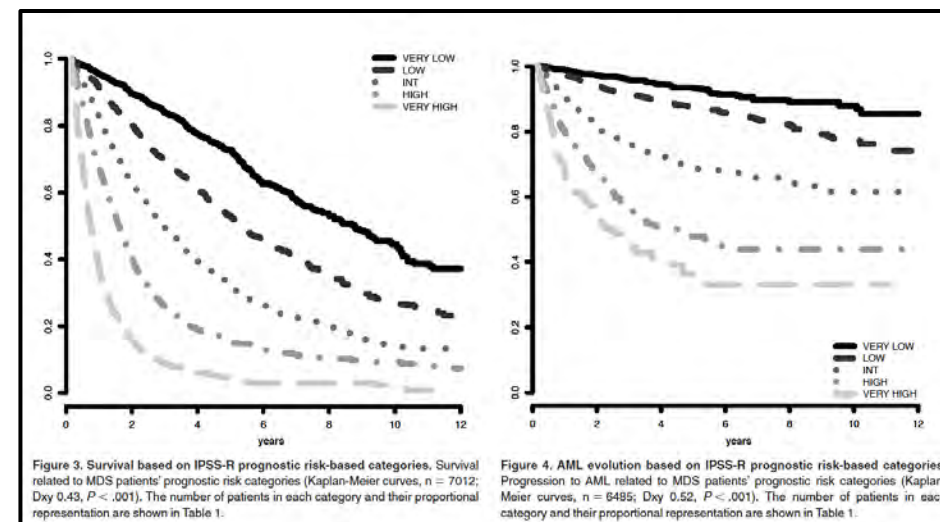 1.0
0.8
0.6
0.4
0.2
0.0
VERY LOW
LOW
INT
HIGH
VERY HIGH
0 2 4 6 8 10 12
years
Figure 3. Survival based on IPSS-R prognostic risk-based categories. Survival
related to MDS patients' prognostic risk categories (Kaplan-Meier curves, n = 7012;
Dxy 0.43, P < .001). The number of patients in each category and their proportional
representation are shown in Table 1.
1.0
0.8
0.6
0.4
0.2
0.0
VERY LOW
LOW
INT
HIGH
VERY HIGH
0 2 4 6 8 10 12
years
Figure 4. AML evolution based on IPSS-R prognostic risk-based categories
Progression to AML related to MDS patients' prognostic risk categories (Kaplan
Meier curves, n = 6485; Dxy 0.52, P < .001). The number of patients in eac
category and their proportional representation are shown in Table 1.